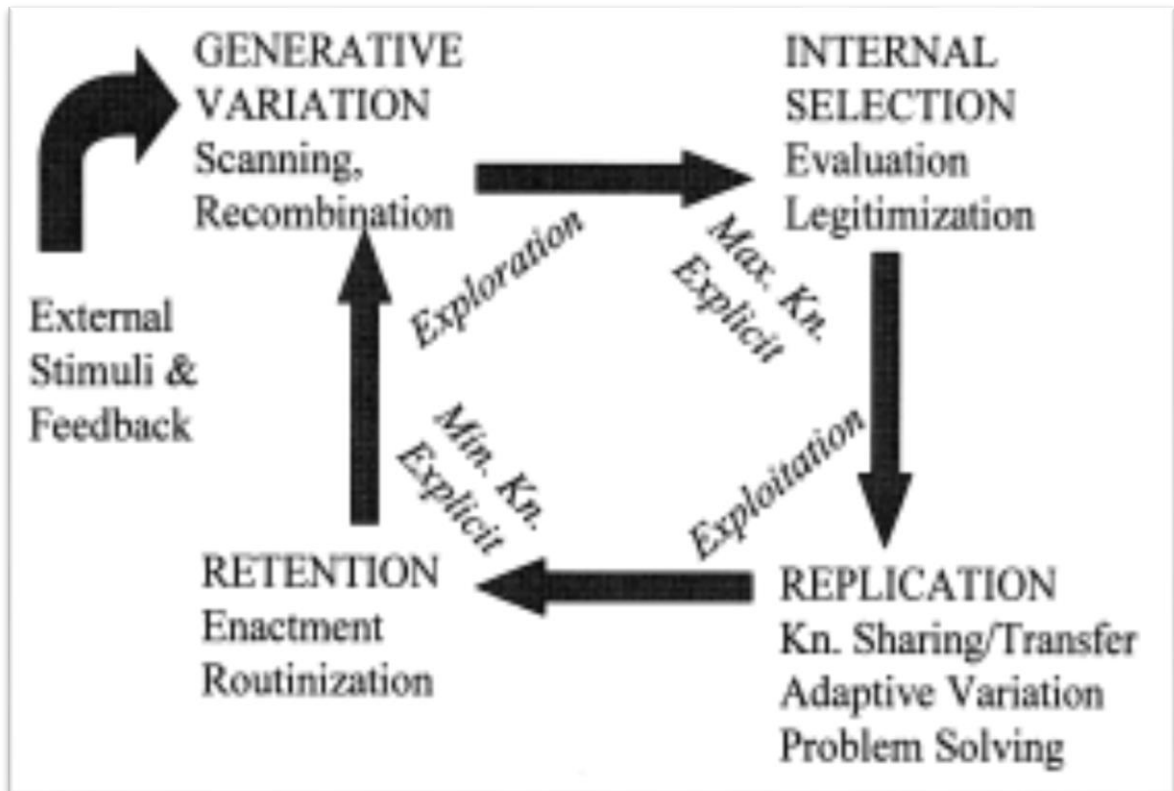 GENERATIVE
VARIATION
Scanning,
Recombination
INTERNAL
SELECTION
Evaluation
Legitimization
External
Stimuli &
Feedback
Exploration
Max. Kn.
Explicit
Min. Kn.
Explicit
Exploitation
RETENTION
Enactment
Routinization
REPLICATION
Kn. Sharing/Transfer
Adaptive Variation
Problem Solving